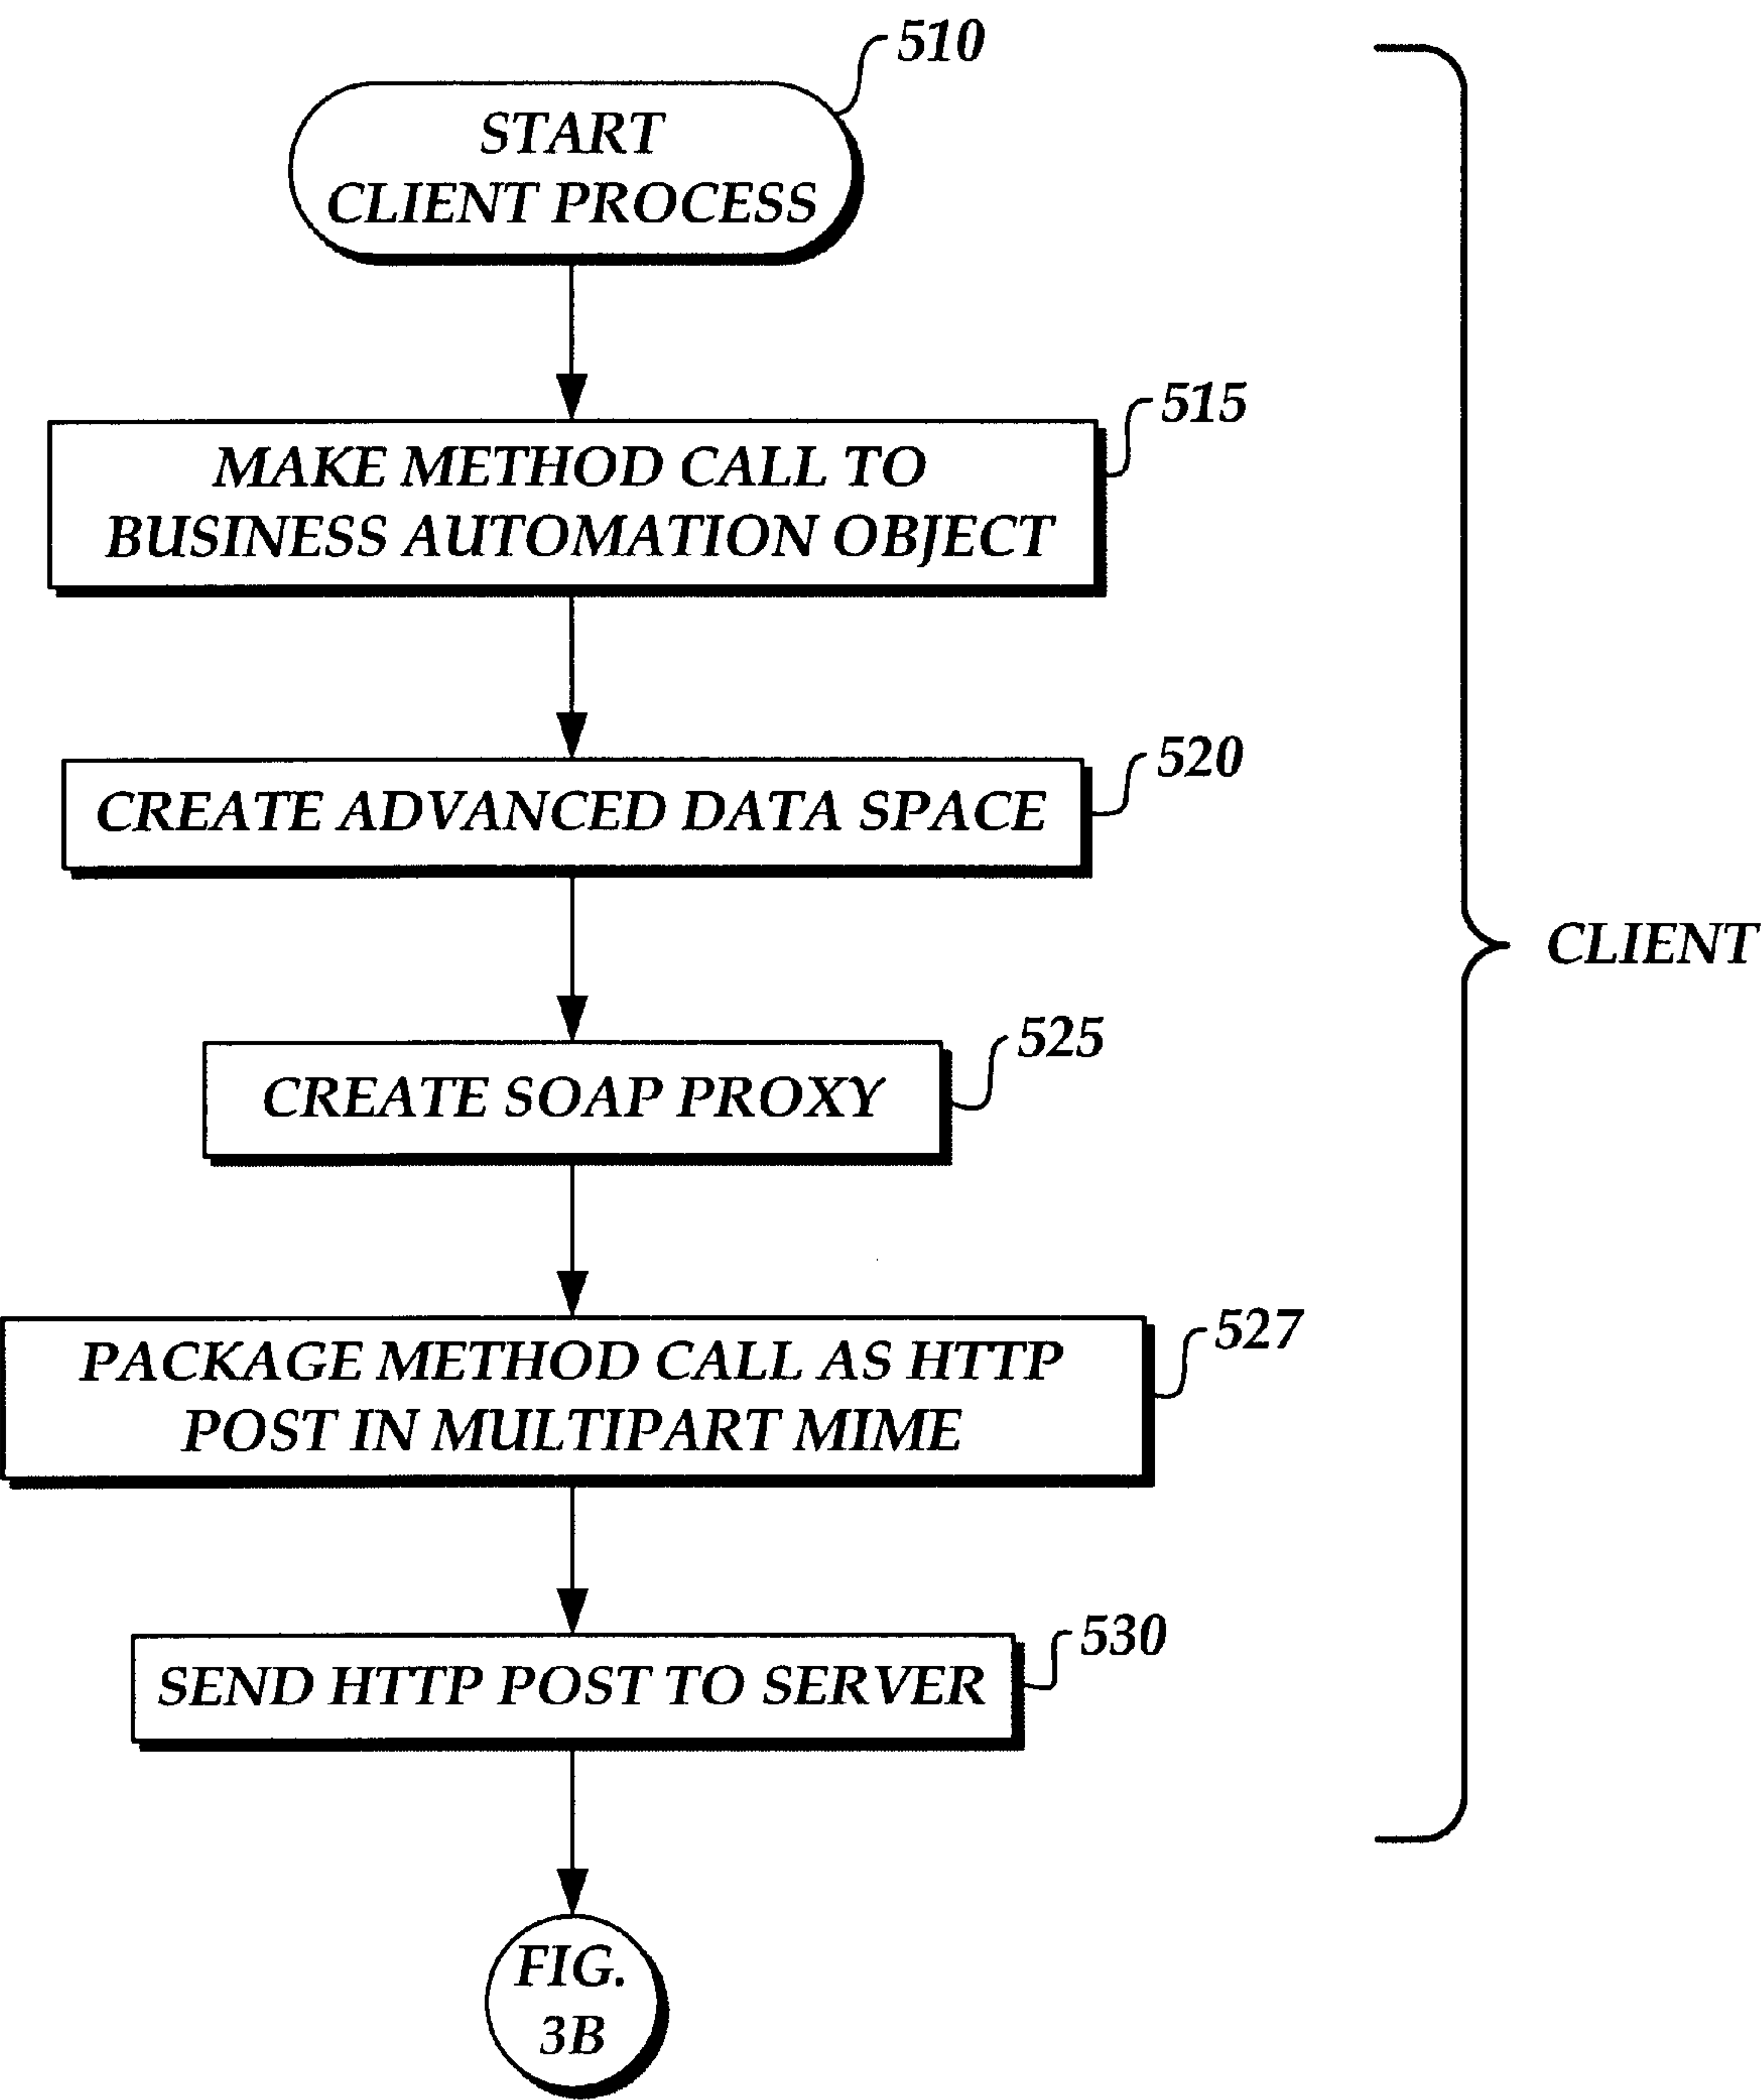 510
START
CLIENT PROCESS
515
MAKE METHOD CALL TO
BUSINESS AUTOMATION OBJECT
520
CREATE ADVANCED DATA SPACE
CLIENT
525
CREATE SOAP PROXY
527
PACKAGE METHOD CALL AS HTTP
POST IN MULTIPART MIME
530
SEND HTTP POST TO SERVER
FIG.
3B